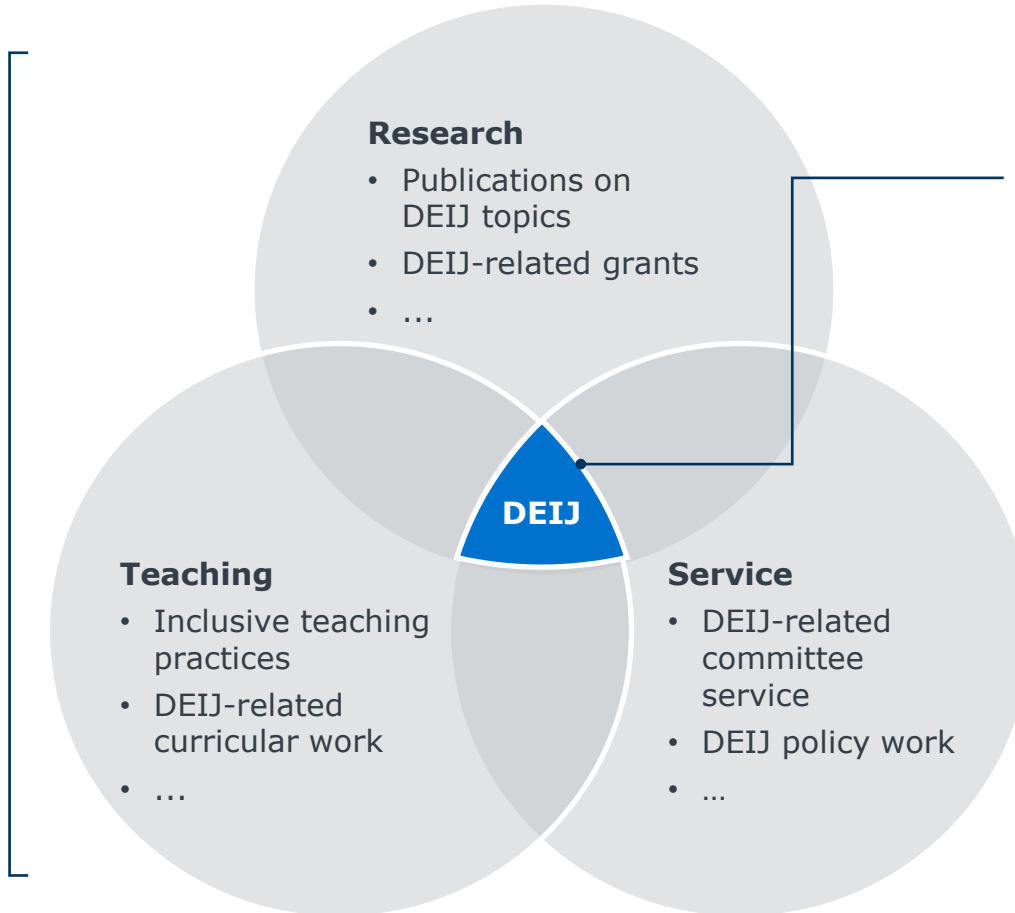 Research
• Publications on
DEIJ topics
• DEIJ-related grants
• ...
DEIJ
Teaching
• Inclusive teaching
practices
• DEIJ-related
curricular work
• ...
Service
• DEIJ-related
committee
service
• DEIJ policy work
• ...